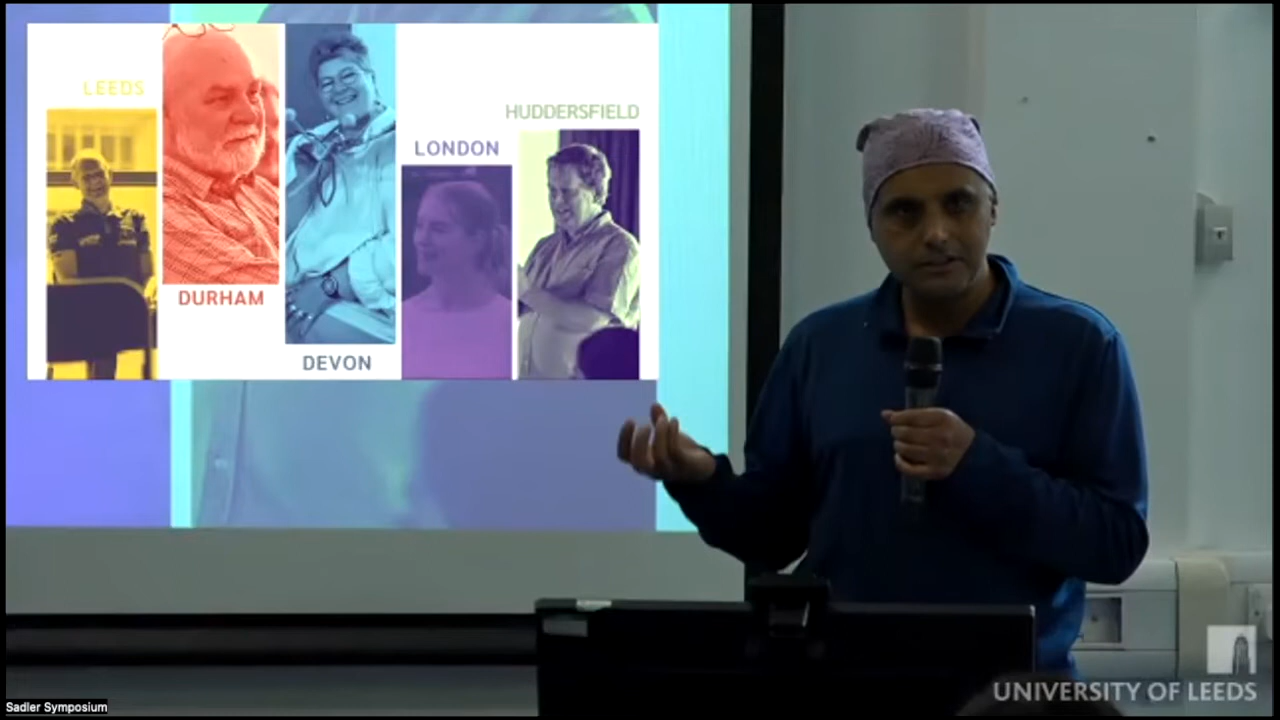 LEEDS
HUDDERSFIELD
LONDON
DURHAM
DEVON
Sadler Symposium
UNIVERSITY OF LEEDS